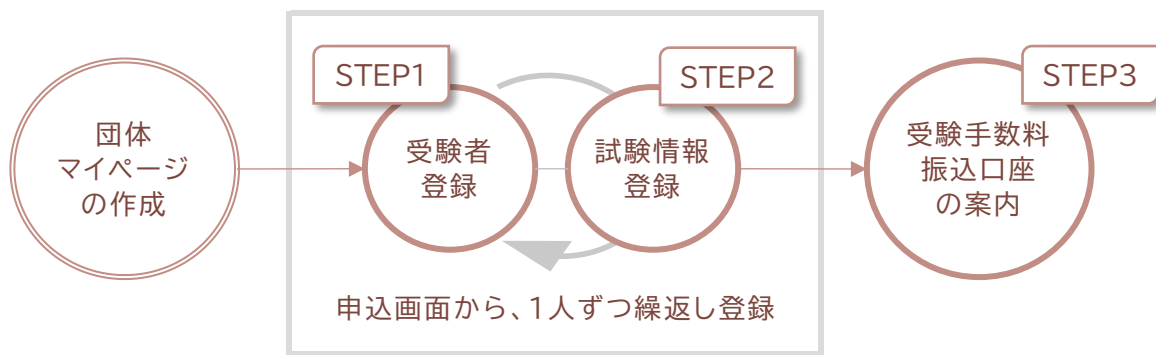 団体
マイページ
の作成
STEP1
受験者
登録
STEP2
試験情報
登録
STEP3
受験手数料
振込口座
の案内
申込画面から、1人ずつ繰返し登録